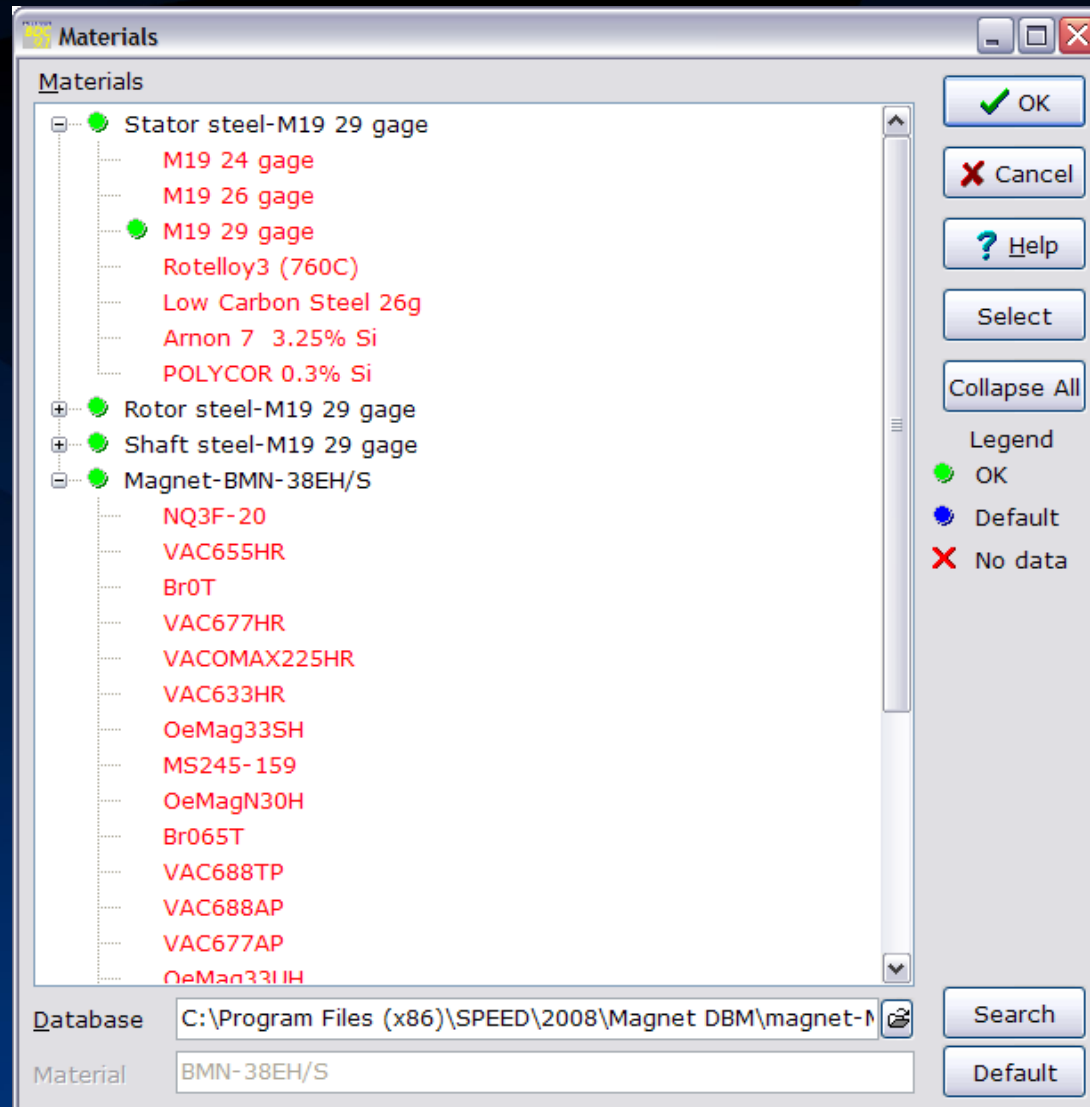 Materials
Materials
Stator steel-M19 29 gage
M19 24 gage
M19 26 gage
M19 29 gage
Rotelloy3 (760C)
Low Carbon Steel 26g
Arnon 7  3.25% Si
POLYCOR 0.3% Si
Rotor steel-M19 29 gage
Shaft steel-M19 29 gage
Magnet-BMN-38EH/S
NQ3F-20
VAC655HR
Br0T
VAC677HR
VACOMAX225HR
VAC633HR
OeMag33SH
MS245-159
OeMagN30H
Br065T
VAC688TP
VAC688AP
VAC677AP
OeMag33UH
OK
Cancel
Help
Select
Collapse All
Legend
OK
Default
No data
Database C:\Program Files (x86)\SPEED\2008\Magnet DBM\magnet-
Search
Material BMN-38EH/S
Default